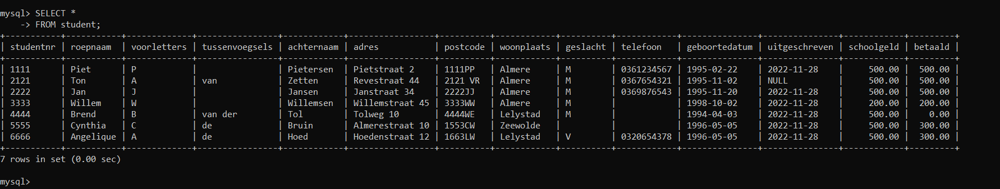 mysql> SELECT *
    -> FROM student;
+-----------+-----------+-------------+----------------+------------+------------------+----------+------------+----------+------------+---------------+---------------+------------+---------+
| studentnr | roepnaam  | voorletters | tussenvoegsels | achternaam | adres            | postcode | woonplaats | geslacht | telefoon   | geboortedatum | uitgeschreven | schoolgeld | betaald |
+-----------+-----------+-------------+----------------+------------+------------------+----------+------------+----------+------------+---------------+---------------+------------+---------+
| 1111      | Piet      | P           |                | Pietersen  | Pietstraat 2     | 1111PP   | Almere     | M        | 0361234567 | 1995-02-22    | 2022-11-28    |     500.00 |  500.00 |
| 2121      | Ton       | A           | van            | Zetten     | Revestraat 44    | 2121 VR  | Almere     | M        | 0367654321 | 1995-11-02    | NULL          |     500.00 |  500.00 |
| 2222      | Jan       | J           |                | Jansen     | Janstraat 34     | 2222JJ   | Almere     | M        | 0369876543 | 1995-11-20    | 2022-11-28    |     500.00 |  500.00 |
| 3333      | Willem    | W           |                | Willemsen  | Willemstraat 45  | 3333WW   | Almere     | M        |            | 1998-10-02    | 2022-11-28    |     200.00 |  200.00 |
| 4444      | Brend     | B           | van der        | Tol        | Tolweg 10        | 4444WE   | Lelystad   | M        |            | 1994-04-03    | 2022-11-28    |     500.00 |    0.00 |
| 5555      | Cynthia   | C           | de             | Bruin      | Almerestraat 10  | 1553CW   | Zeewolde   |          |            | 1996-05-05    | 2022-11-28    |     500.00 |  300.00 |
| 6666      | Angelique | A           | de             | Hoed       | Hoedenstraat 12  | 1663LW   | Lelystad   | V        | 0320654378 | 1996-05-05    | 2022-11-28    |     500.00 |  300.00 |
+-----------+-----------+-------------+----------------+------------+------------------+----------+------------+----------+------------+---------------+---------------+------------+---------+
7 rows in set (0.00 sec)
mysql>